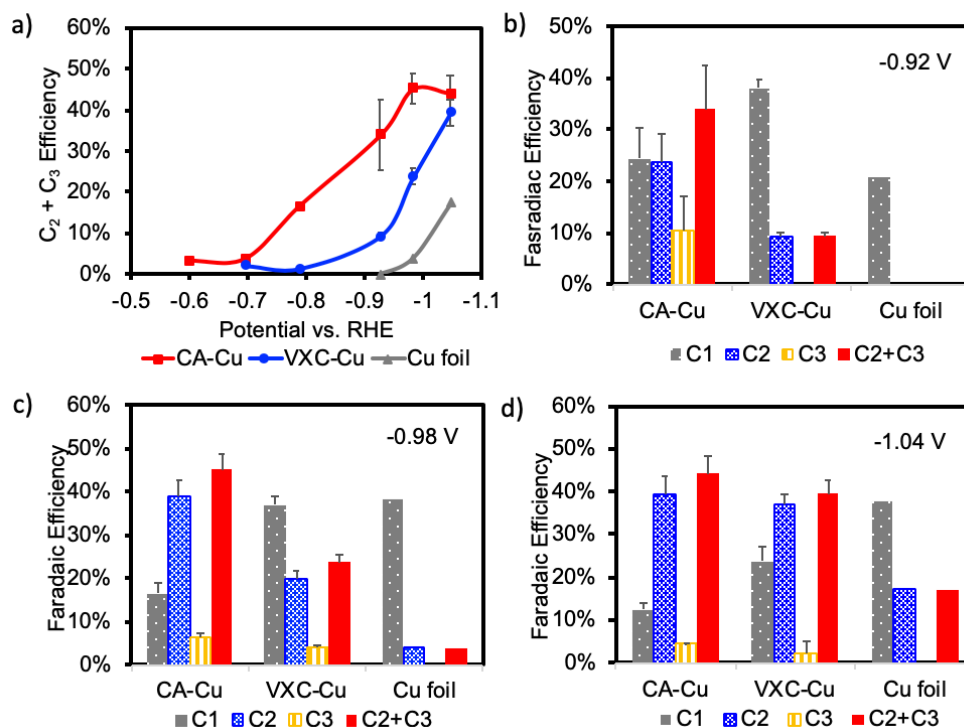 a)
C2 + C3 Efficiency
60%
50%
40%
30%
20%
10%
0%
-0.5 -0.6 -0.7 -0.8 -0.9 -1 -1.1
Potential vs. RHE
CA-Cu VXC-Cu Cu foil
b)
-0.92 V
Fasradiac Efficiency
50%
40%
30%
20%
10%
0%
CA-Cu VXC-Cu Cu foil
C1 C2 C3 C2+C3
c)
-0.98 V
Faradaic Efficiency
60%
50%
40%
30%
20%
10%
0%
CA-Cu VXC-Cu Cu foil
C1 C2 C3 C2+C3
d)
-1.04 V
Faradaic Efficiency
60%
50%
40%
30%
20%
10%
0%
CA-Cu VXC-Cu Cu foil
C1 C2 C3 C2+C3